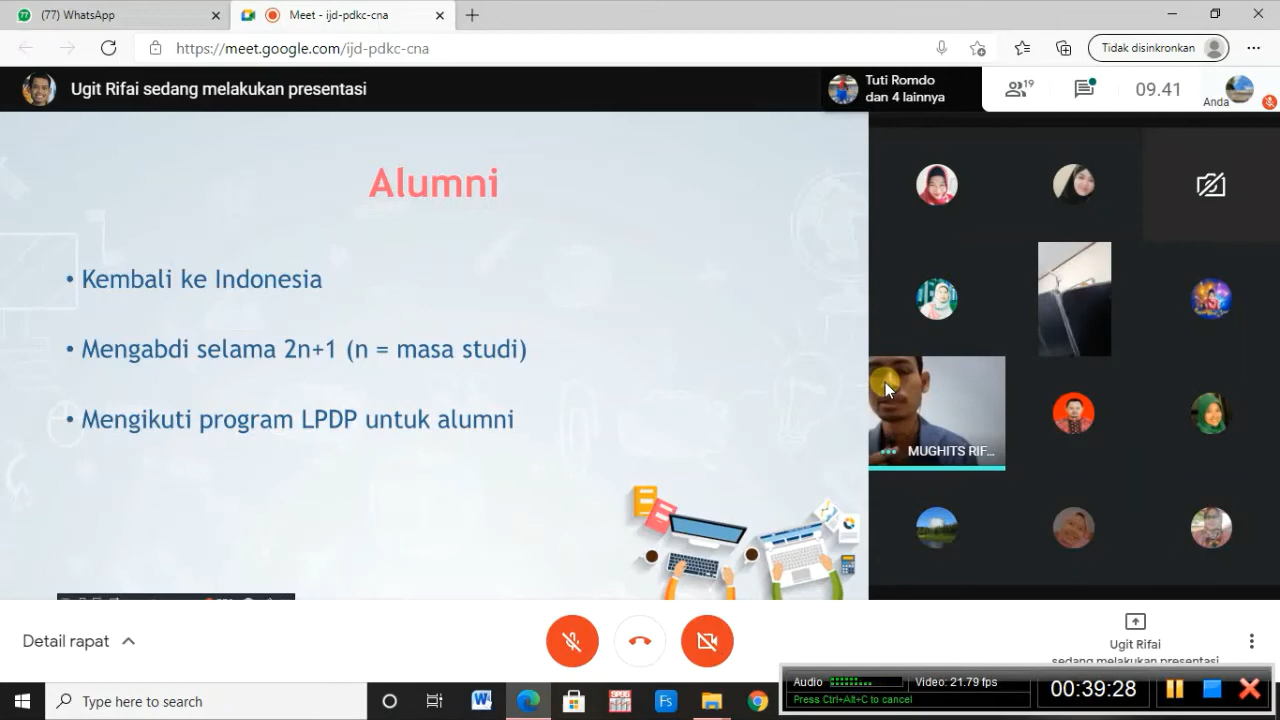 (77) WhatsApp
Meet - ijd-pdkc-cna
https://meet.google.com/ijd-pdkc-cna
Tidak disinkronkan
Ugit Rifai sedang melakukan presentasi
Tuti Romdo
dan 4 lainnya
19
09.41
Anda
Alumni
• Kembali ke Indonesia
• Mengabdi selama 2n+1 (n = masa studi)
• Mengikuti program LPDP untuk alumni
MUGHITS RIF...
Detail rapat
Ugit Rifai
sedang melakukan presentasi
Audio
Video: 21.79 fps
Press Ctrl+Alt+C to cancel
00:39:28
Type here to search